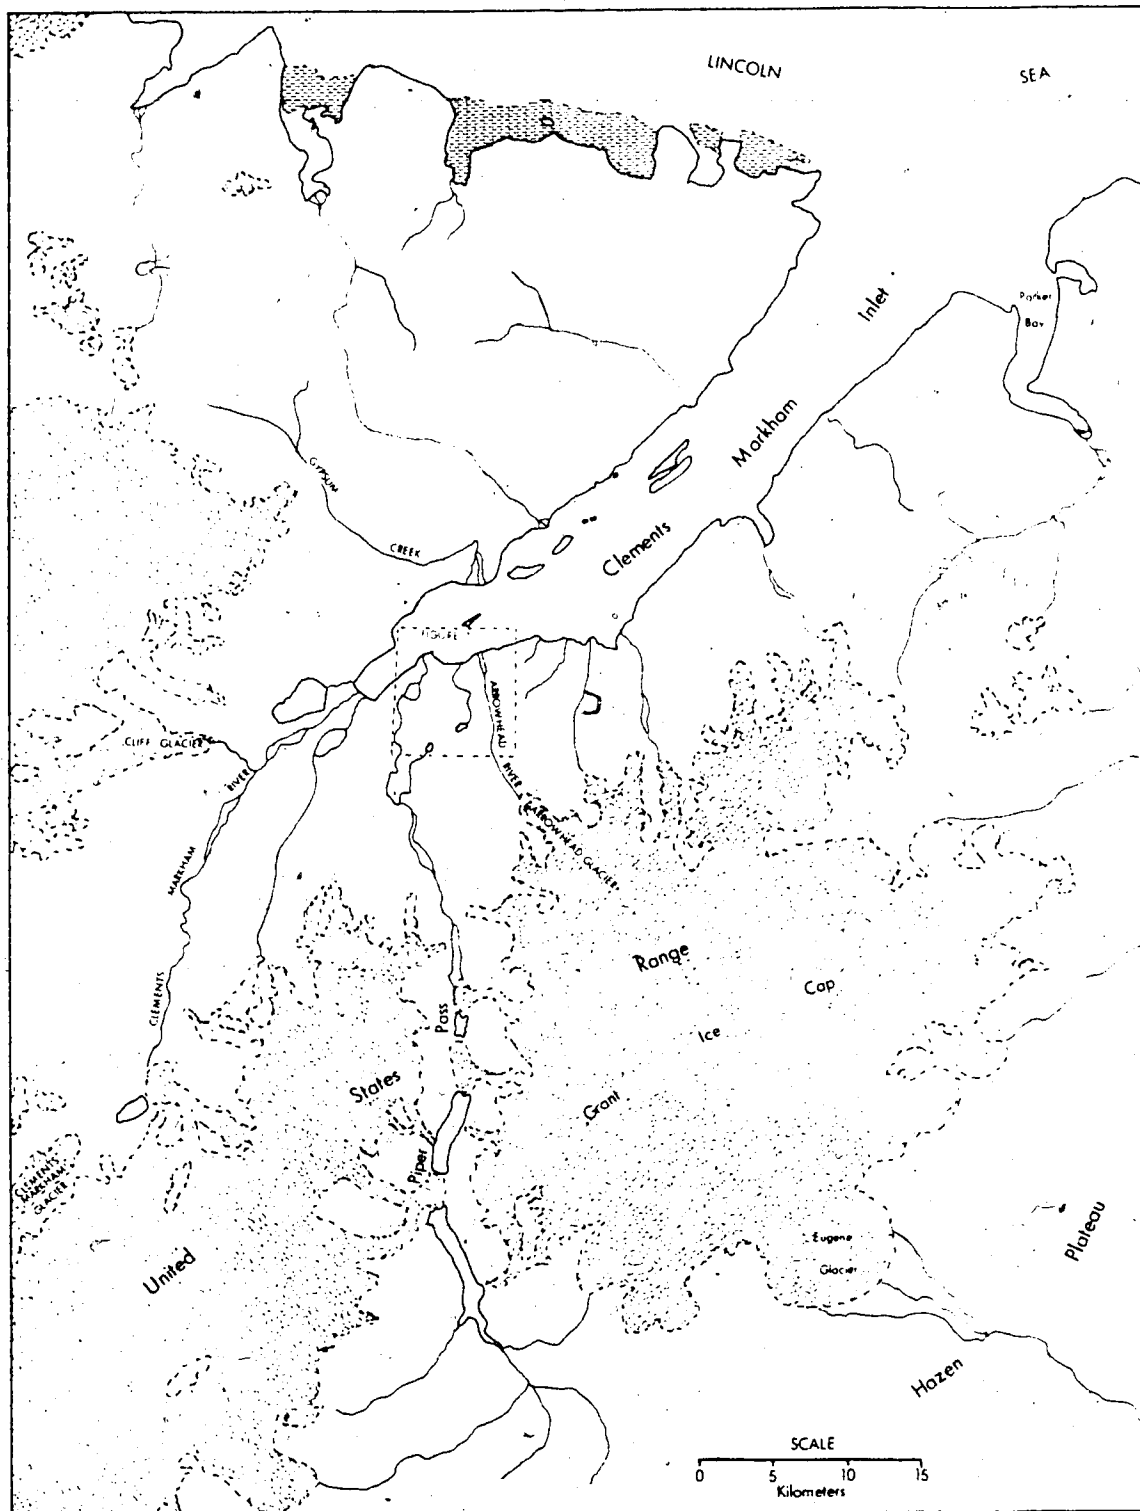 LINCOLN SEA
Inlet
Parker
Bay
Markham
GYPSUM
CREEK
Clements
FIGURE
ARROWHEAD
RIVER
CLIFF GLACIER
RIVER
MARKHAM
CLEMENTS
ARROWHEAD GLACIER
Range
Cap
Ice
Grant
Pass
States
Piper
CLEMENTS
MARKHAM
GLACIER
United
Eugene
Glacier
Plateau
Hazen
SCALE
0 5 10 15
Kilometers